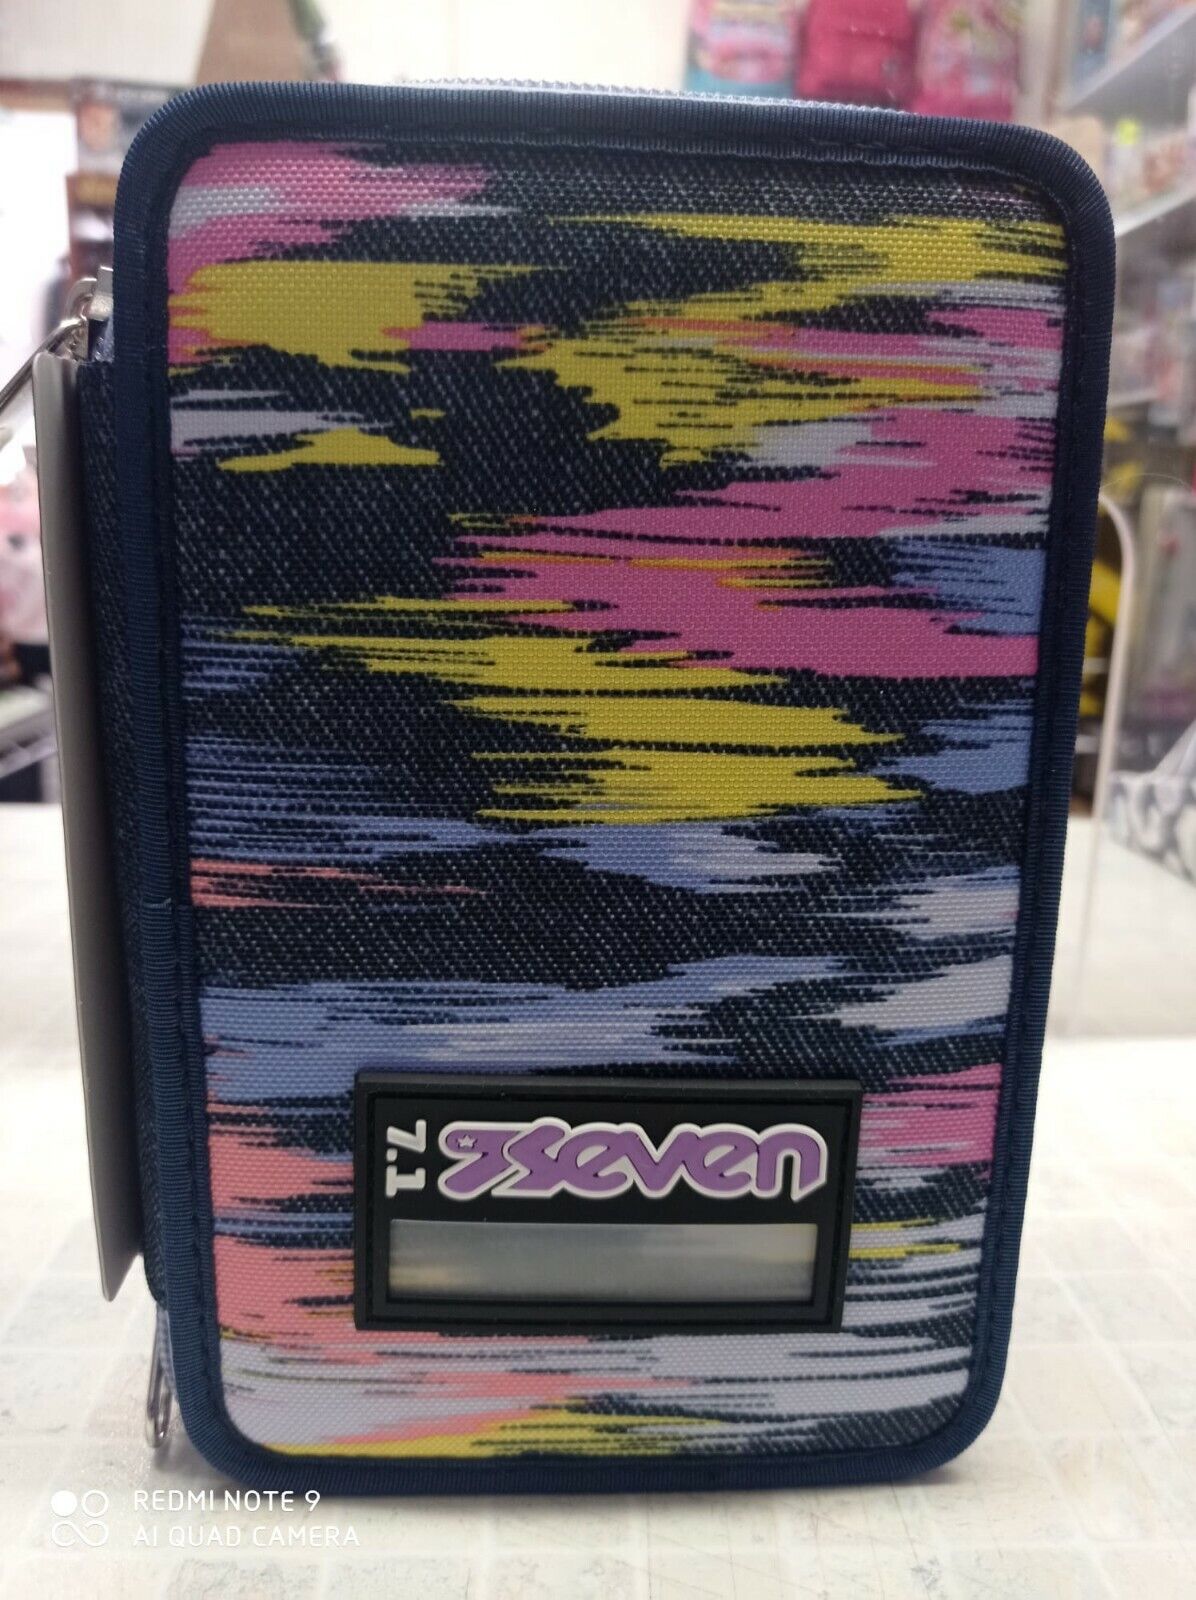 SEVEN
7.1
REDMI NOTE 9
AI QUAD CAMERA